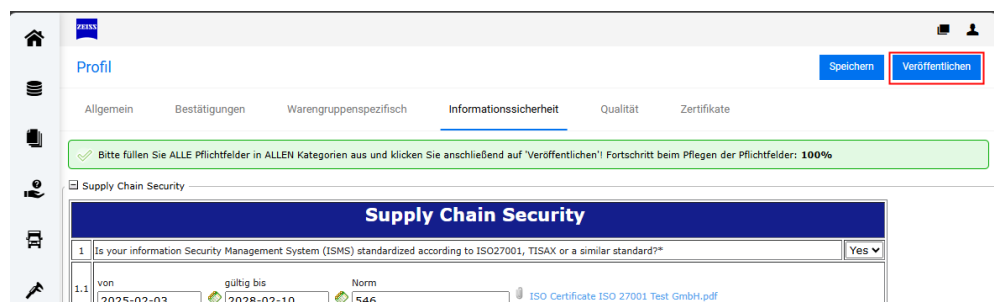 ZEISS
Profil
Speichern
Veröffentlichen
Allgemein Bestätigungen Warengruppenspezifisch Informationssicherheit Qualität Zertifikate
Bitte füllen Sie ALLE Pflichtfelder in ALLEN Kategorien aus und klicken Sie anschließend auf 'Veröffentlichen'! Fortschritt beim Pflegen der Pflichtfelder: 100%
Supply Chain Security
Supply Chain Security
1 Is your information Security Management System (ISMS) standardized according to ISO27001, TISAX or a similar standard?* Yes
1.1 von gültig bis Norm
2025-02-03 2028-02-10 546 ISO Certificate ISO 27001 Test GmbH.pdf